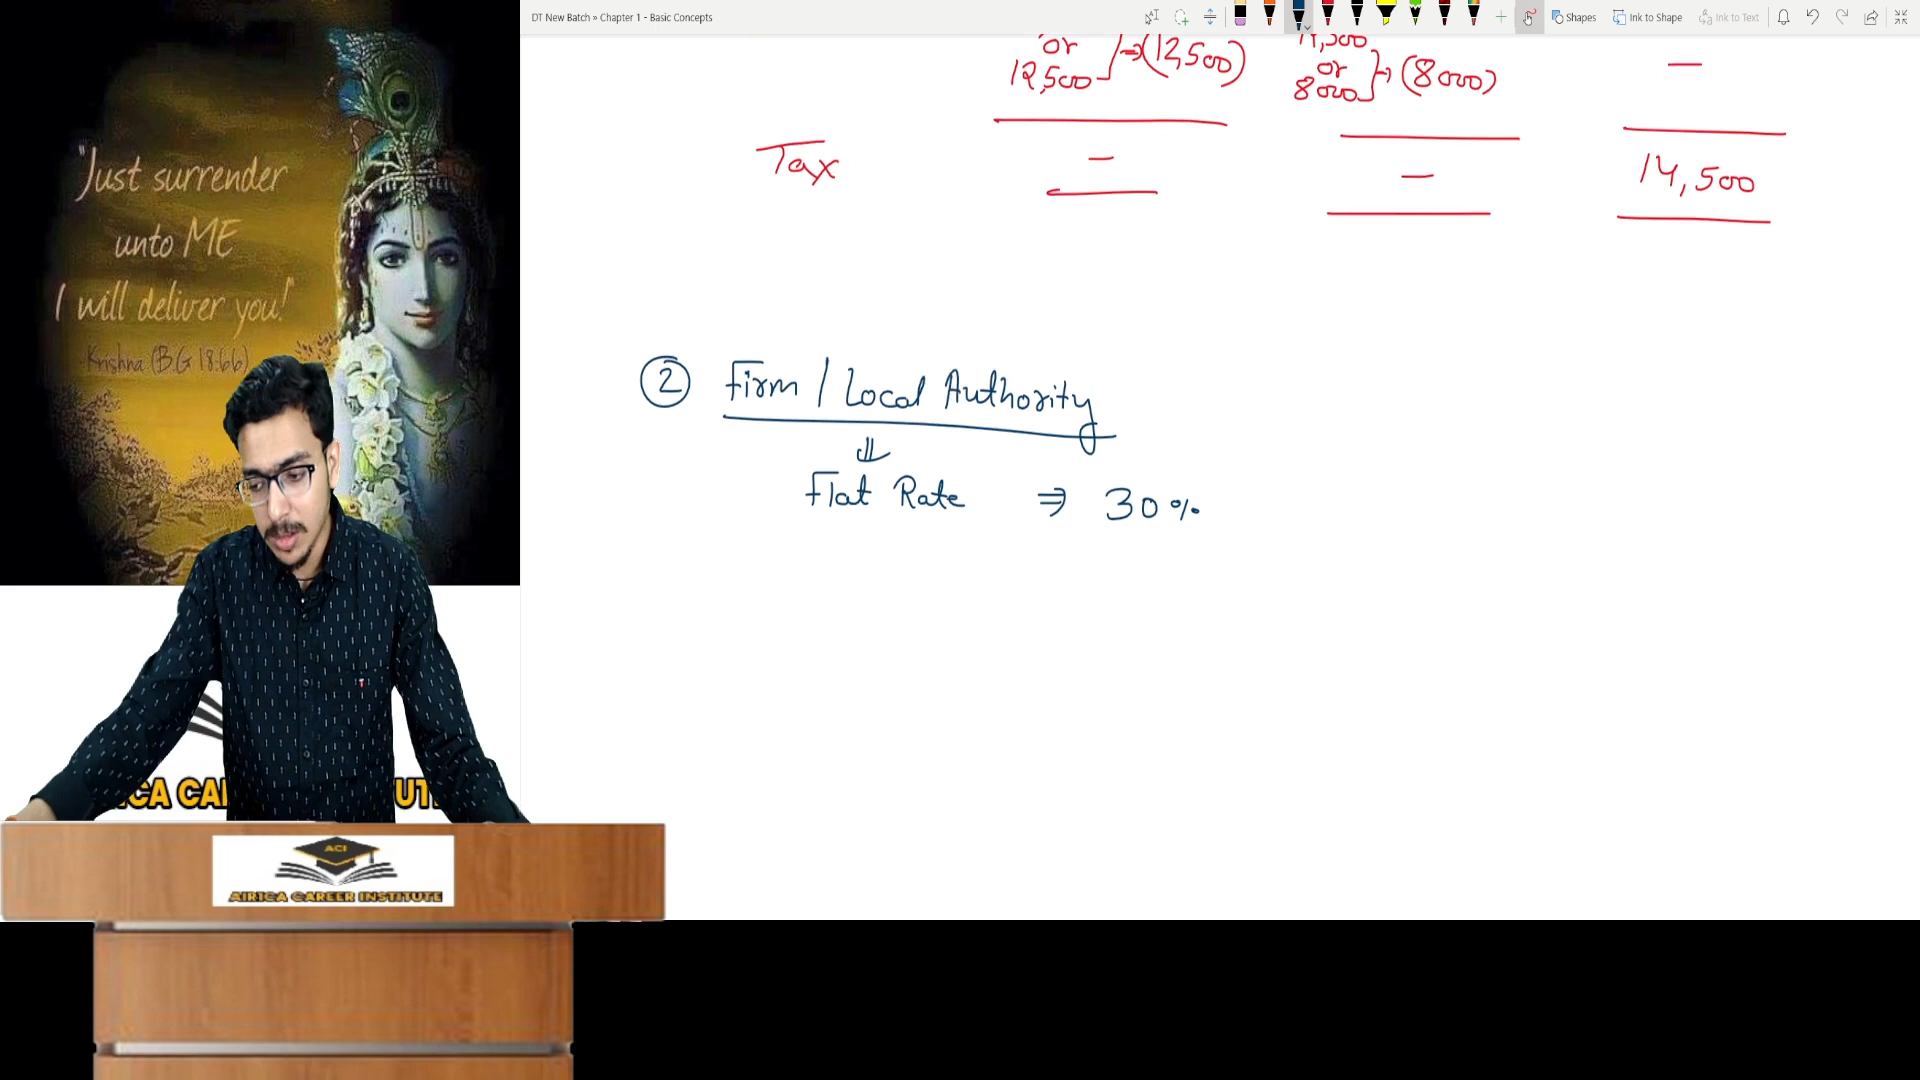 DT New Batch » Chapter 1 - Basic Concepts
Shapes
Ink to Shape
Ink to Text
or
12,500 ⇒ (12,500)
or
8000 → (8000)
—
Tax — — 14,500
② Firm / Local Authority
⇓
Flat Rate ⇒ 30%
"Just surrender
unto ME
I will deliver you!"
Krishna (B.G 18.66)
ACI
AIRICA CAREER INSTITUTE